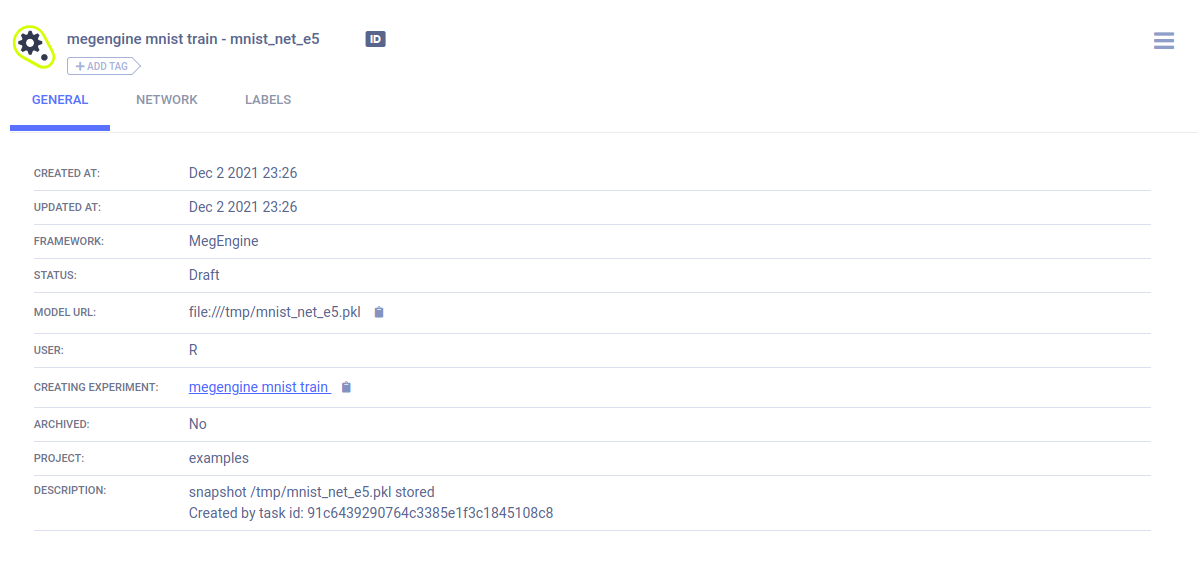 megengine mnist train - mnist_net_e5 ID
+ ADD TAG
GENERAL NETWORK LABELS
CREATED AT: Dec 2 2021 23:26
UPDATED AT: Dec 2 2021 23:26
FRAMEWORK: MegEngine
STATUS: Draft
MODEL URL: file:///tmp/mnist_net_e5.pkl
USER: R
CREATING EXPERIMENT: megengine mnist train
ARCHIVED: No
PROJECT: examples
DESCRIPTION: snapshot /tmp/mnist_net_e5.pkl stored
Created by task id: 91c6439290764c3385e1f3c1845108c8